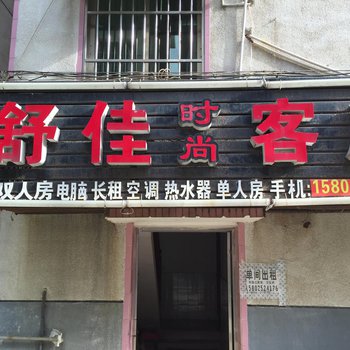 舒佳时尚客
双人房 电脑 长租 空调 热水器 单人房 手机:1580
单间出租